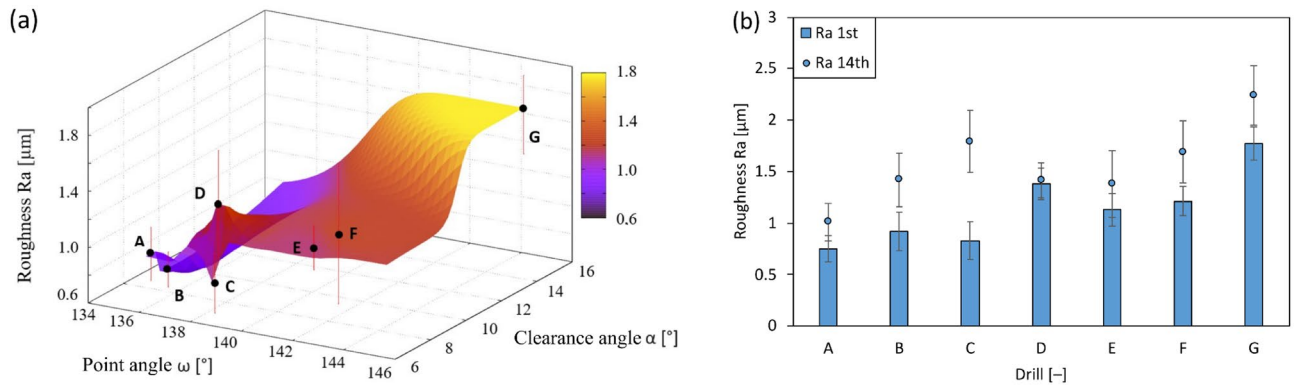 (a)
Roughness Ra [µm]
1.8
1.4
1.0
0.6
134
136
138
140
142
144
146
Point angle ω [°]
6
8
10
12
14
16
Clearance angle α [°]
A
B
C
D
E
F
G
1.8
1.4
1.0
0.6
(b)
Roughness Ra [µm]
3
2.5
2
1.5
1
0.5
0
Ra 1st
Ra 14th
A B C D E F G
Drill [–]